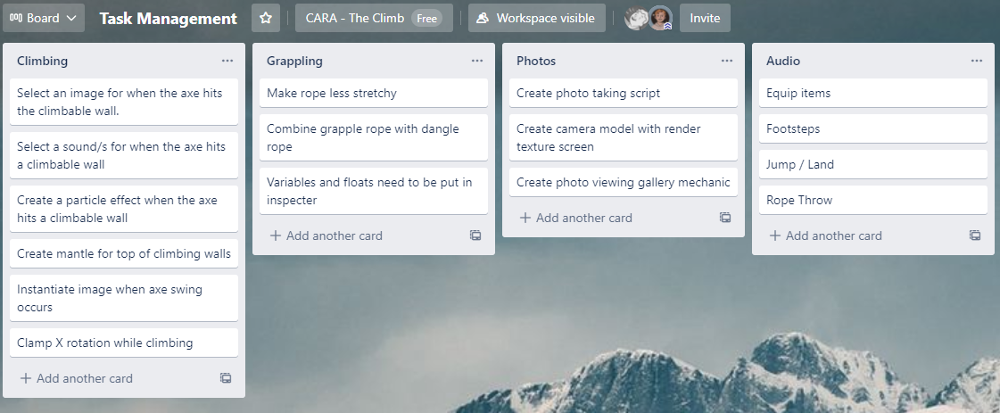 Board
Task Management
CARA - The Climb Free
Workspace visible
Invite
Climbing
Select an image for when the axe hits
the climbable wall.
Select a sound/s for when the axe hits
a climbable wall
Create a particle effect when the axe
hits a climbable wall
Create mantle for top of climbing walls
Instantiate image when axe swing
occurs
Clamp X rotation while climbing
+ Add another card
Grappling
Make rope less stretchy
Combine grapple rope with dangle
rope
Variables and floats need to be put in
inspecter
+ Add another card
Photos
Create photo taking script
Create camera model with render
texture screen
Create photo viewing gallery mechanic
+ Add another card
Audio
Equip items
Footsteps
Jump / Land
Rope Throw
+ Add another card